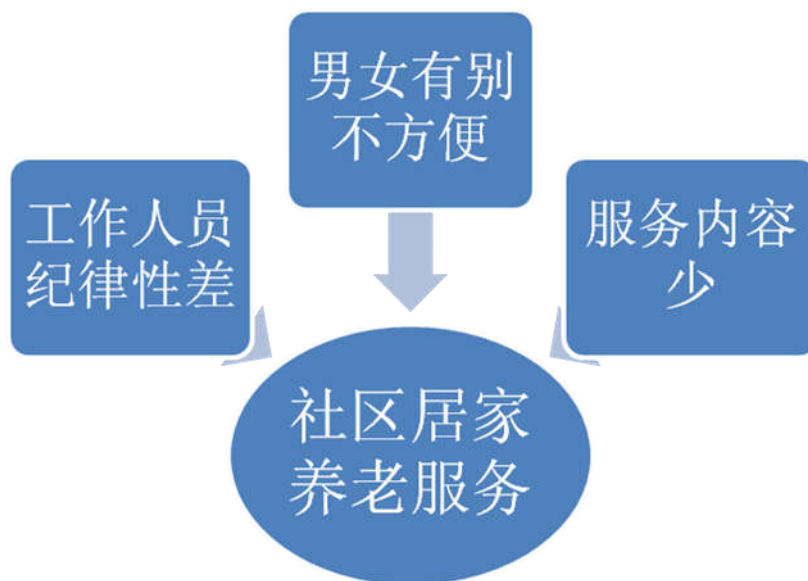 男女有别
不方便
工作人员
纪律性差
服务内容
少
社区居家
养老服务